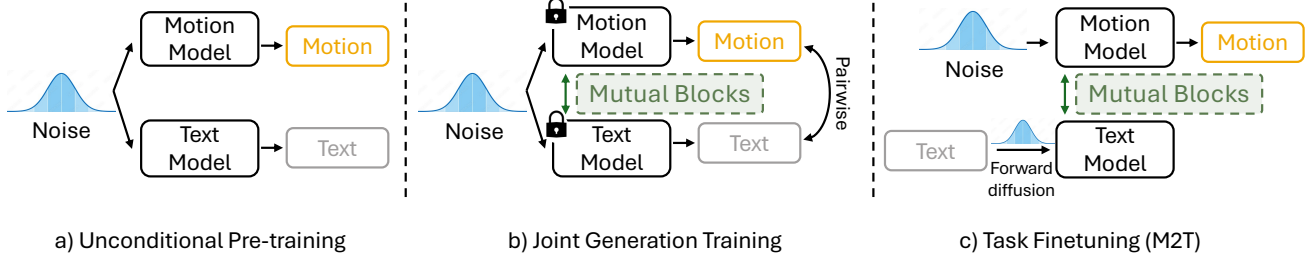 Noise
Motion
Model
Motion
Text
Model
Text
a) Unconditional Pre-training
Noise
Motion
Model
Motion
Mutual Blocks
Text
Model
Text
Pairwise
b) Joint Generation Training
Noise
Motion
Model
Motion
Mutual Blocks
Text
Forward
diffusion
Text
Model
c) Task Finetuning (M2T)